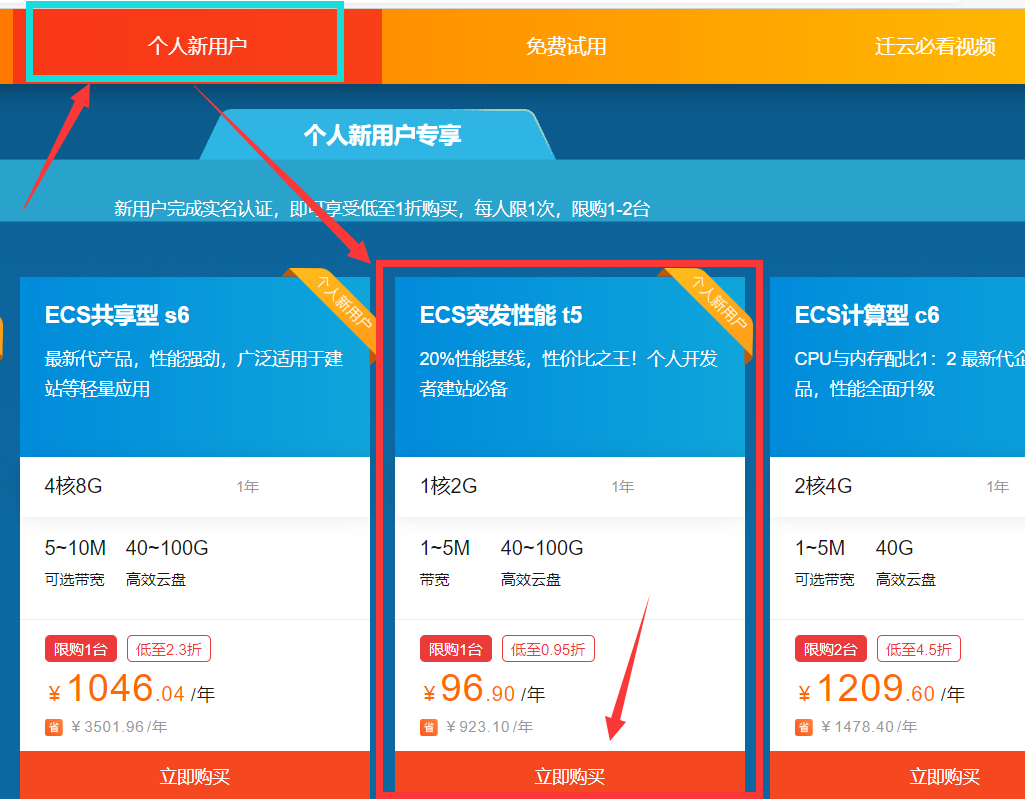 个人新用户
免费试用
迁云必看视频
个人新用户专享
新用户完成实名认证，即可享受低至1折购买，每人限1次，限购1-2台
个人新用户
ECS共享型 s6
最新代产品，性能强劲，广泛适用于建
站等轻量应用
4核8G 1年
5~10M 40~100G
可选带宽 高效云盘
限购1台 低至2.3折
¥1046.04 /年
省 ¥3501.96/年
立即购买
个人新用户
ECS突发性能 t5
20%性能基线，性价比之王！个人开发
者建站必备
1核2G 1年
1~5M 40~100G
带宽 高效云盘
限购1台 低至0.95折
¥96.90 /年
省 ¥923.10/年
立即购买
ECS计算型 c6
CPU与内存配比1：2 最新代企
品，性能全面升级
2核4G 1年
1~5M 40G
可选带宽 高效云盘
限购2台 低至4.5折
¥1209.60 /年
省 ¥1478.40/年
立即购买